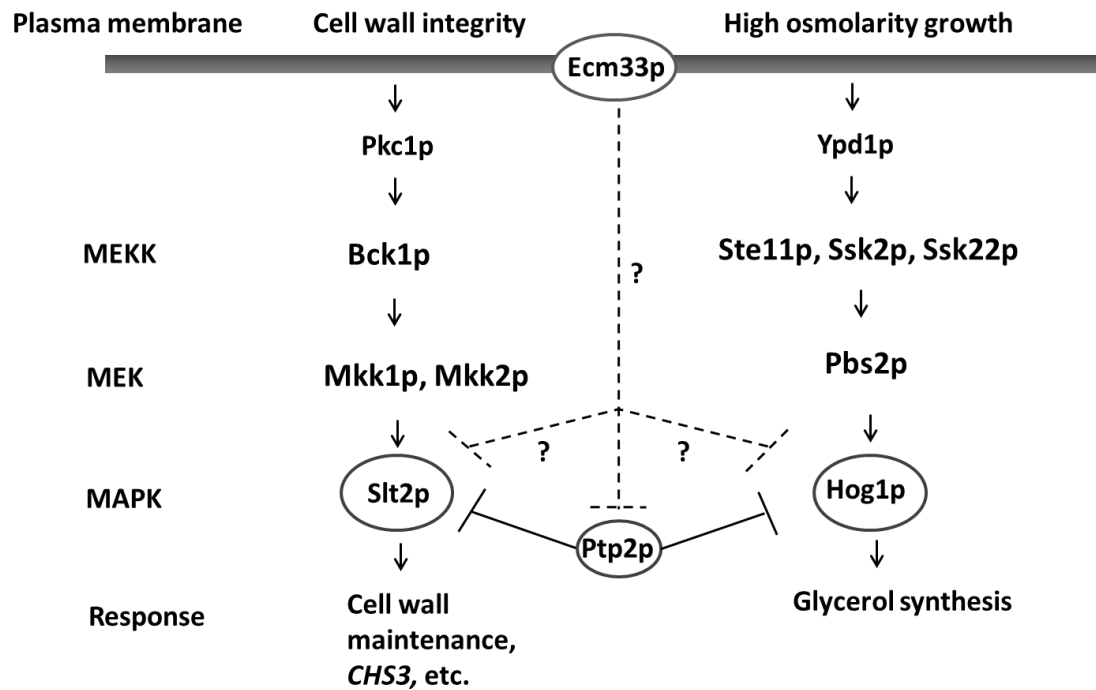 Plasma membrane Cell wall integrity High osmolarity growth
Ecm33p
Pkc1p Ypd1p
MEKK Bck1p Ste11p, Ssk2p, Ssk22p
?
MEK Mkk1p, Mkk2p Pbs2p
? ?
MAPK Slt2p Hog1p
Ptp2p
Response Cell wall Glycerol synthesis
maintenance,
CHS3, etc.